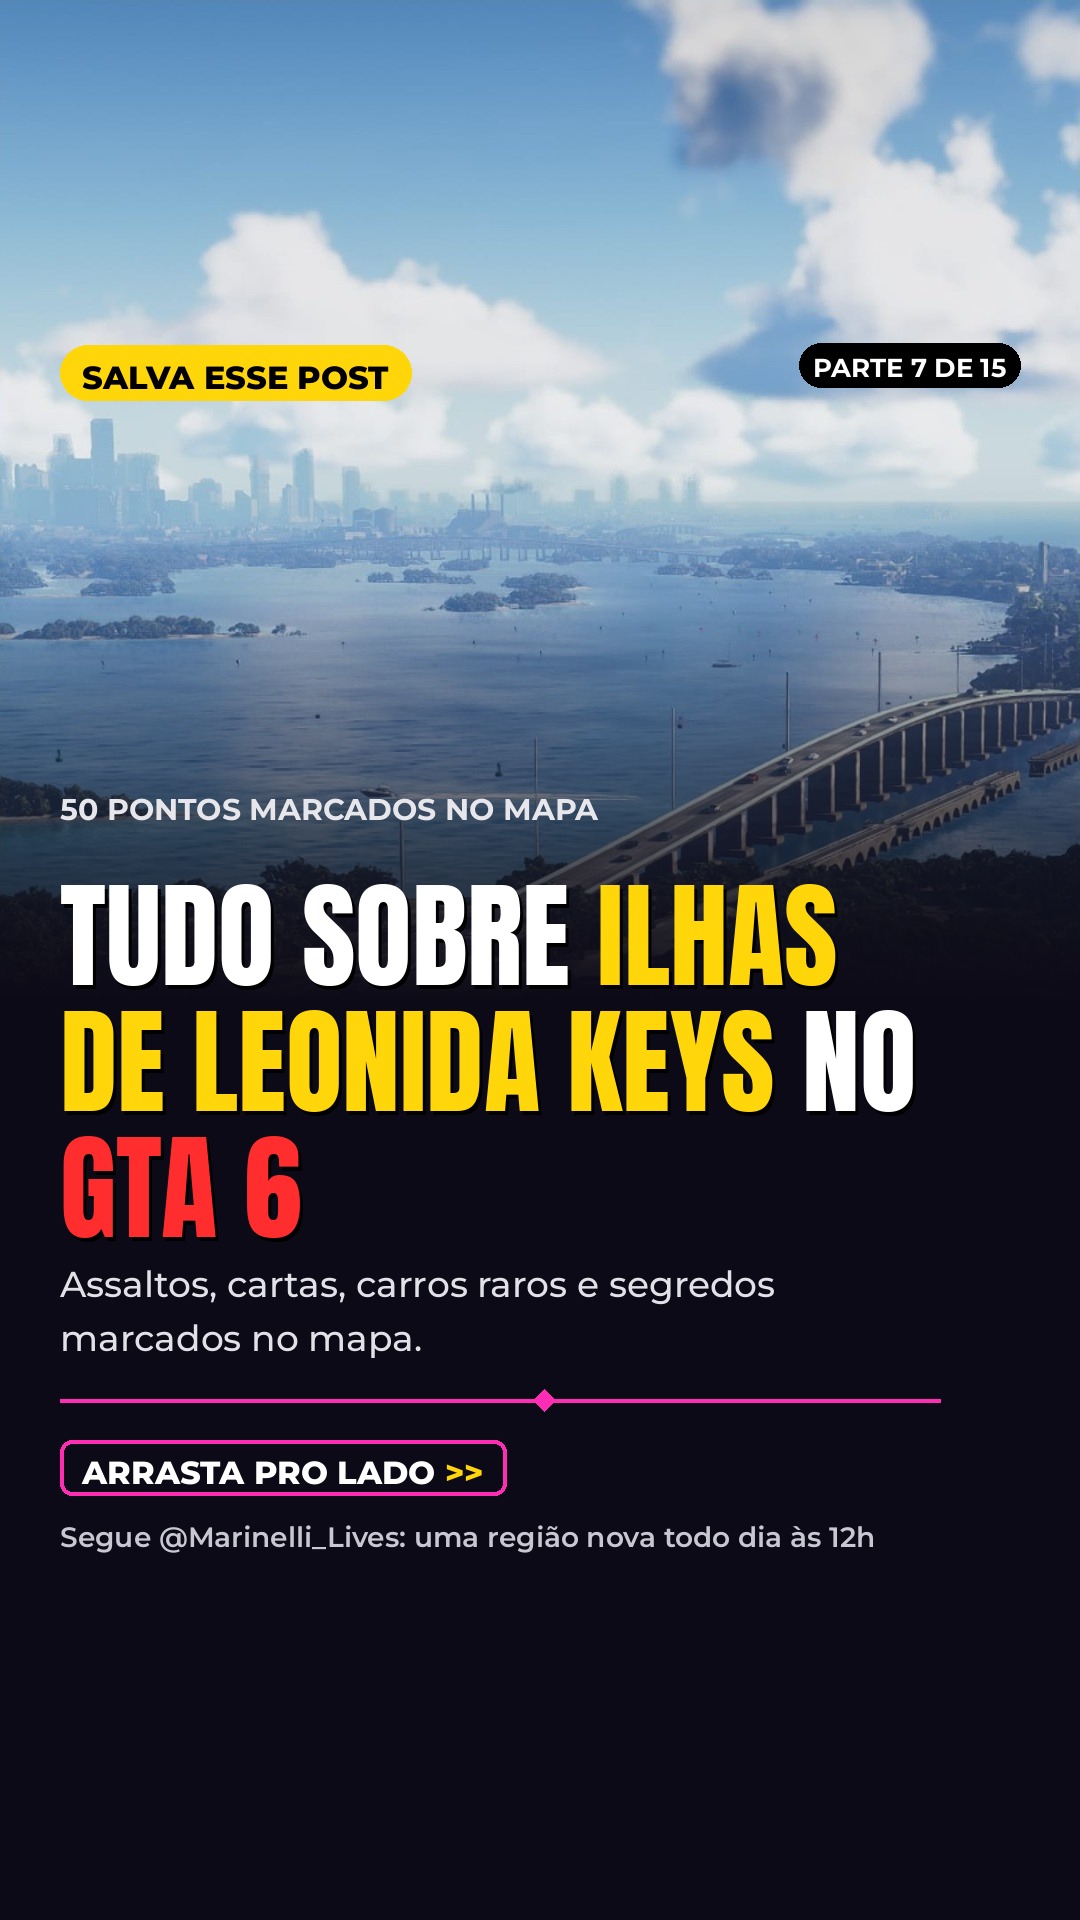 SALVA ESSE POST
PARTE 7 DE 15
50 PONTOS MARCADOS NO MAPA
TUDO SOBRE ILHAS
DE LEONIDA KEYS NO
GTA 6
Assaltos, cartas, carros raros e segredos
marcados no mapa.
ARRASTA PRO LADO >>
Segue @Marinelli_Lives: uma região nova todo dia às 12h